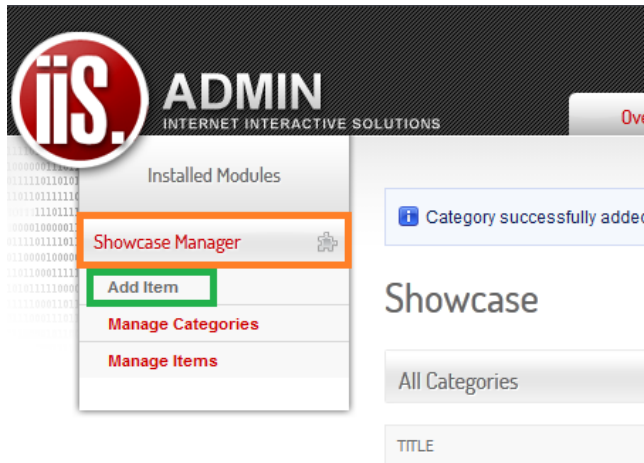 iiS.
ADMIN
INTERNET INTERACTIVE SOLUTIONS
Ove
Installed Modules
Showcase Manager
Add Item
Manage Categories
Manage Items
Category successfully added
Showcase
All Categories
TITLE